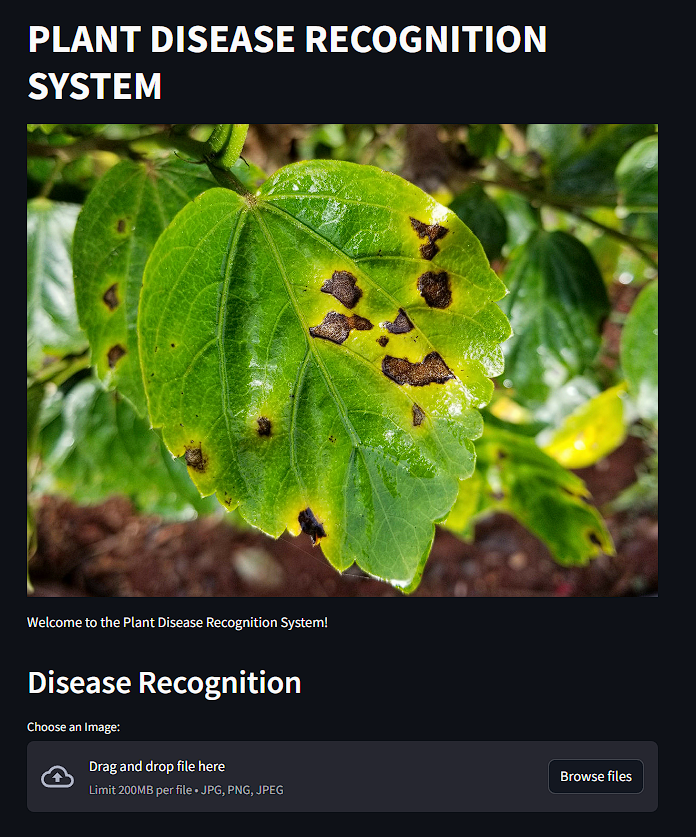 PLANT DISEASE RECOGNITION
SYSTEM
Welcome to the Plant Disease Recognition System!
Disease Recognition
Choose an Image:
Drag and drop file here
Limit 200MB per file • JPG, PNG, JPEG
Browse files